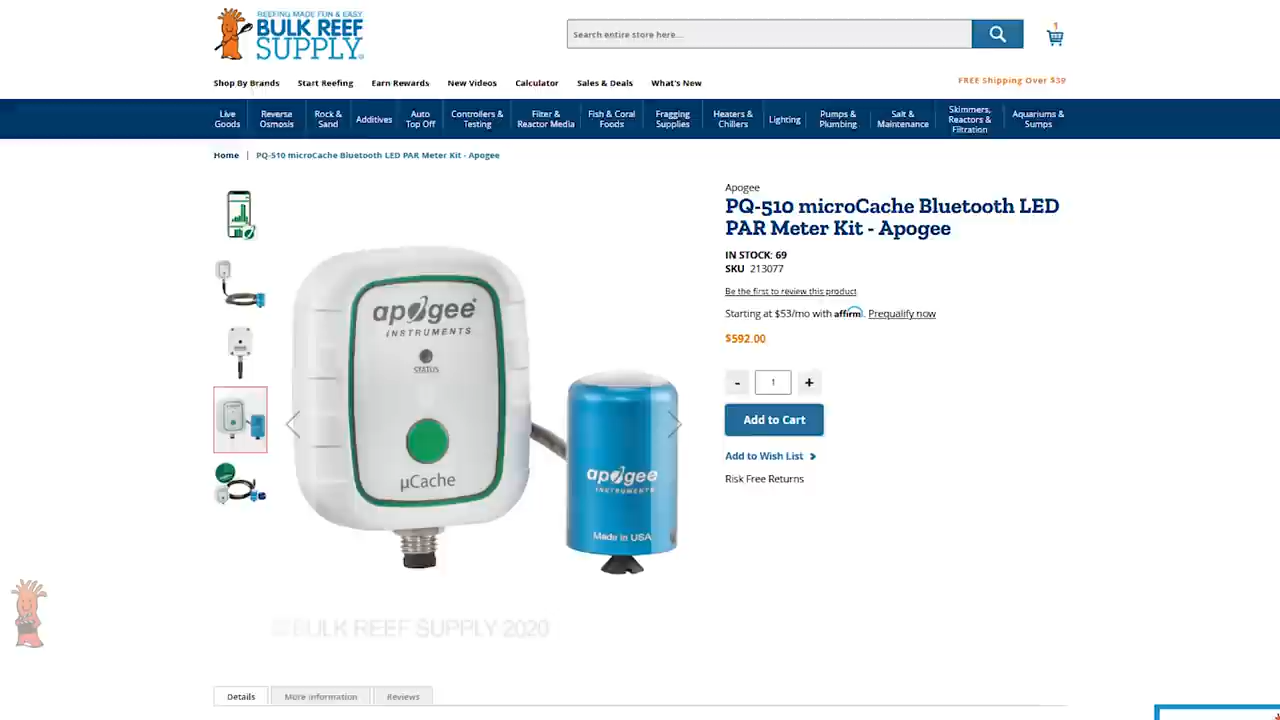 REEFING MADE FUN & EASY
BULK REEF
SUPPLY
Search entire store here...
1
Shop By Brands
Start Reefing
Earn Rewards
New Videos
Calculator
Sales & Deals
What's New
FREE Shipping Over $39
Live
Goods
Reverse
Osmosis
Rock &
Sand
Additives
Auto
Top Off
Controllers &
Testing
Filter &
Reactor Media
Fish & Coral
Foods
Fragging
Supplies
Heaters &
Chillers
Lighting
Pumps &
Plumbing
Salt &
Maintenance
Skimmers,
Reactors &
Filtration
Aquariums &
Sumps
Home | PQ-510 microCache Bluetooth LED PAR Meter Kit - Apogee
Apogee
PQ-510 microCache Bluetooth LED
PAR Meter Kit - Apogee
IN STOCK: 69
SKU 213077
Be the first to review this product
Starting at $53/mo with affirm. Prequalify now
$592.00
- 1 +
Add to Cart
Add to Wish List
Risk Free Returns
apogee
INSTRUMENTS
STATUS
µCache
apogee
INSTRUMENTS
Made in USA
©BULK REEF SUPPLY 2020
Details
More Information
Reviews